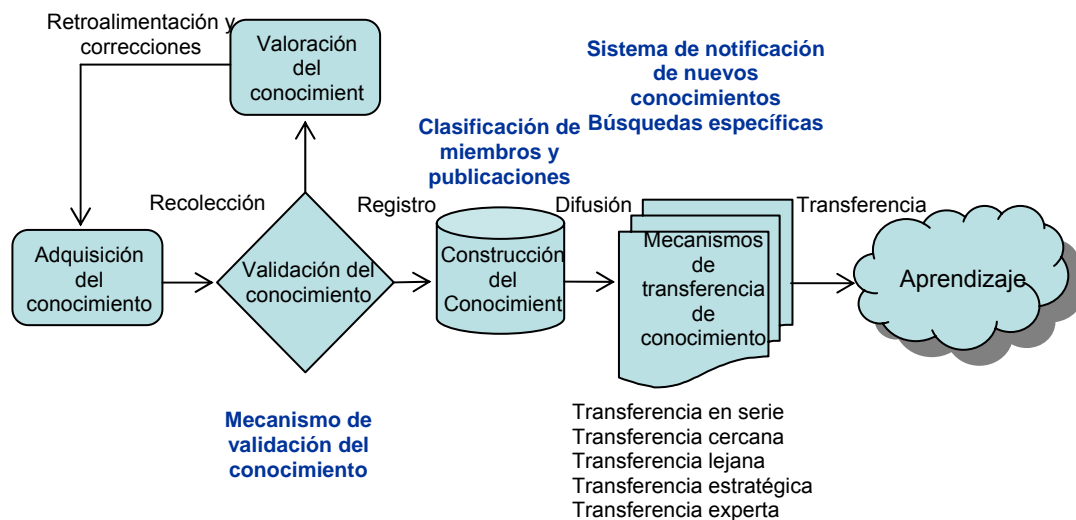 Retroalimentación y
correcciones
Valoración
del
conocimient
Sistema de notificación
de nuevos
conocimientos
Búsquedas específicas
Clasificación de
miembros y
publicaciones
Recolección
Registro
Difusión
Transferencia
Adquisición
del
conocimiento
Validación del
conocimiento
Construcción
del
Conocimient
Mecanismos
de
transferencia
de
conocimiento
Aprendizaje
Mecanismo de
validación del
conocimiento
Transferencia en serie
Transferencia cercana
Transferencia lejana
Transferencia estratégica
Transferencia experta